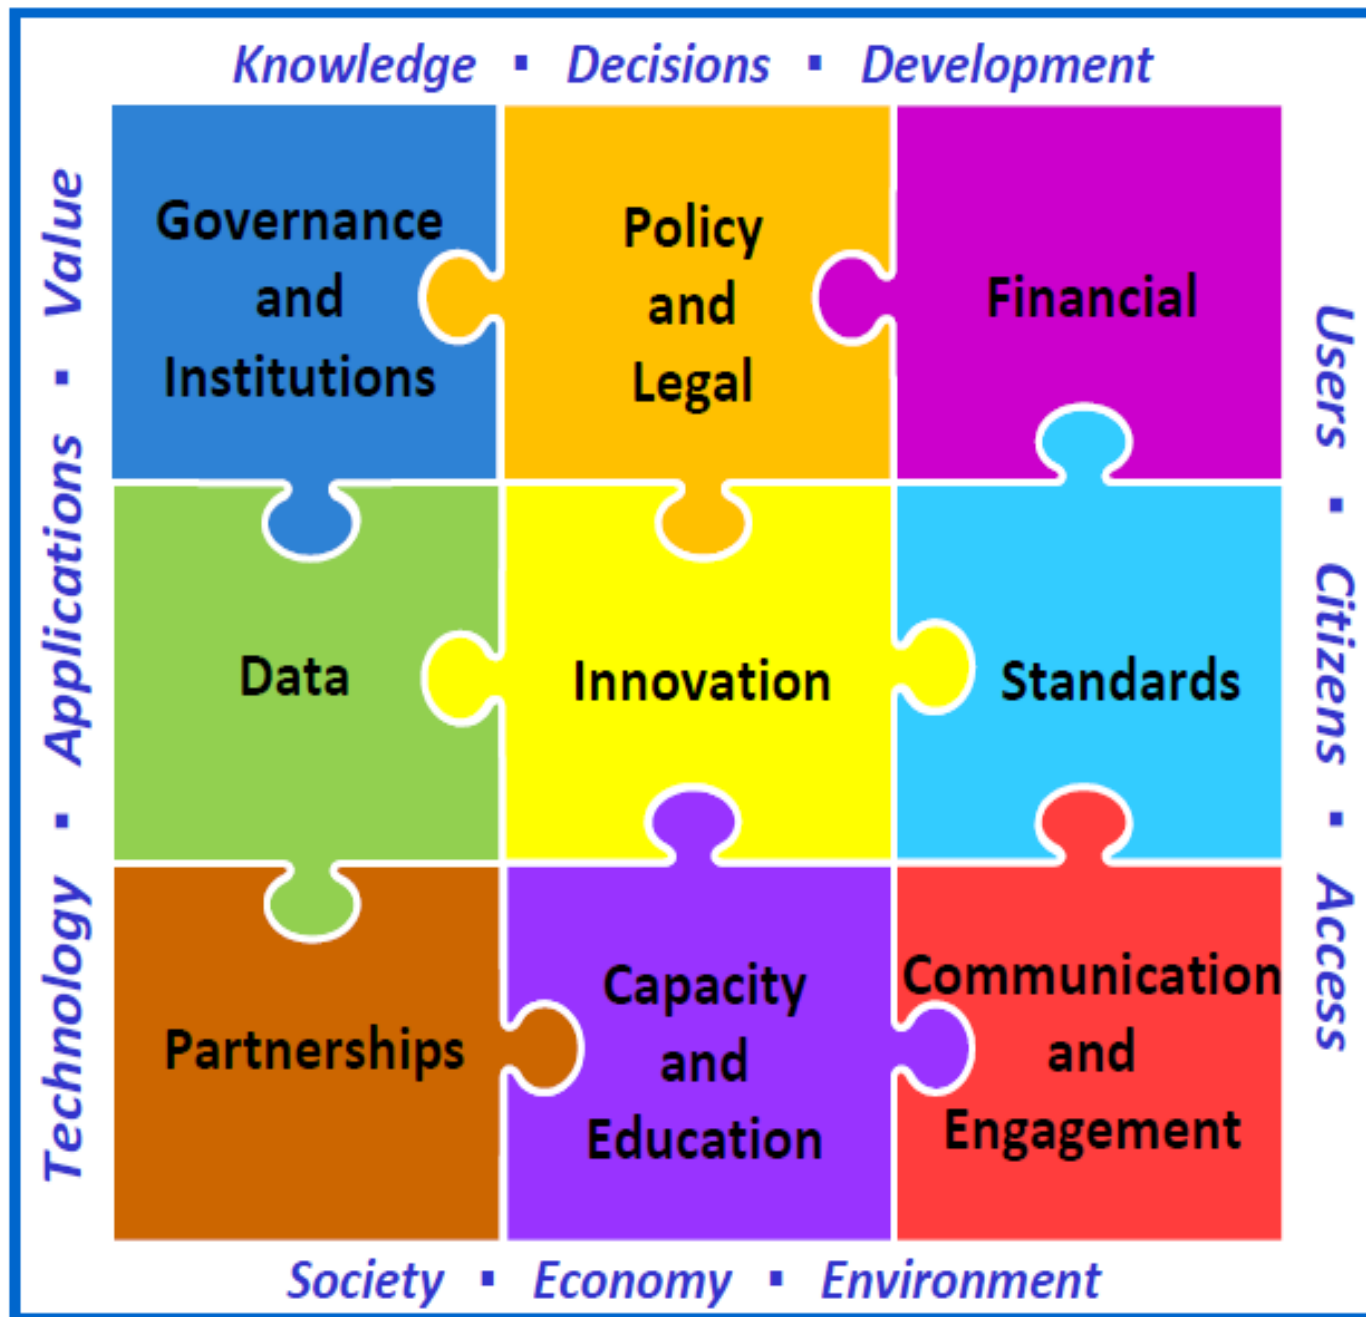 Knowledge ▪ Decisions ▪ Development
Technology ▪ Applications ▪ Value
Governance
and
Institutions
Policy
and
Legal
Financial
Data
Innovation
Standards
Partnerships
Capacity
and
Education
Communication
and
Engagement
Users ▪ Citizens ▪ Access
Society ▪ Economy ▪ Environment